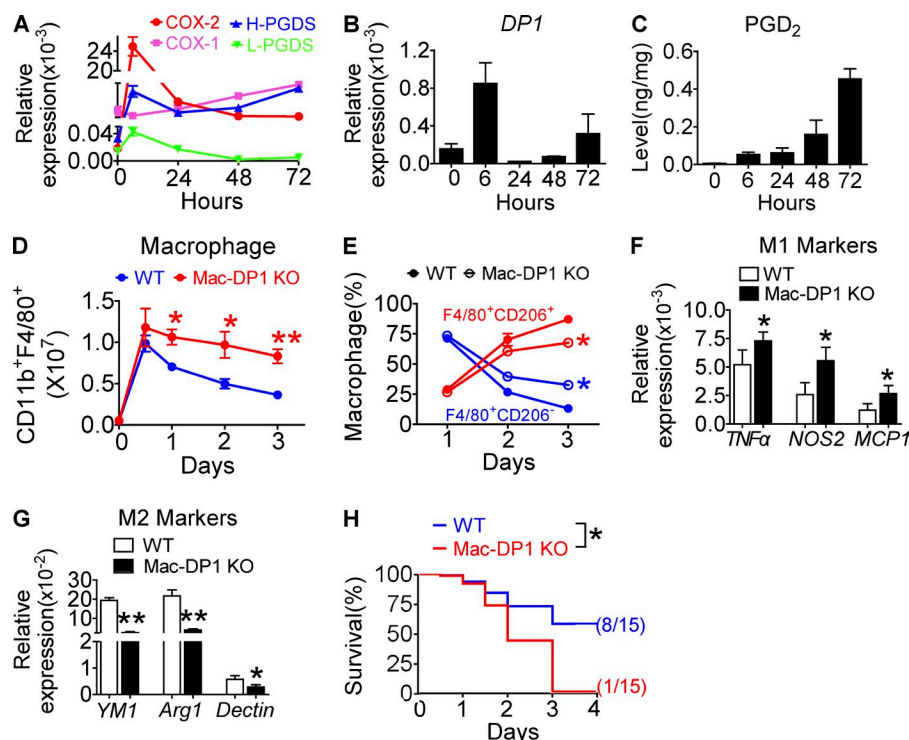 A
COX-2
H-PGDS
COX-1
L-PGDS
Relative expression(x10⁻³)
24
20
8
4
0.04
0.00
0 24 48 72
Hours
B
DP1
Relative expression(x10⁻³)
1.2
0.8
0.4
0.0
0 6 24 48 72
Hours
C
PGD₂
Level(ng/mg)
0.6
0.4
0.2
0.0
0 6 24 48 72
Hours
D
Macrophage
WT
Mac-DP1 KO
CD11b⁺F4/80⁺ (X10⁷)
1.5
1.0
0.5
0.0
* * **
0 1 2 3
Days
E
WT
Mac-DP1 KO
Macrophage(%)
100
75
50
25
0
F4/80⁺CD206⁺
*
*
F4/80⁺CD206⁻
1 2 3
Days
F
M1 Markers
WT
Mac-DP1 KO
Relative expression(x10⁻³)
10.0
7.5
5.0
2.5
0.0
* * *
TNFα NOS2 MCP1
G
M2 Markers
WT
Mac-DP1 KO
Relative expression(x10⁻²)
30
20
10
2
1
0
** ** *
YM1 Arg1 Dectin
H
WT
Mac-DP1 KO
*
Survival(%)
100
75
50
25
0
(8/15)
(1/15)
0 1 2 3 4
Days